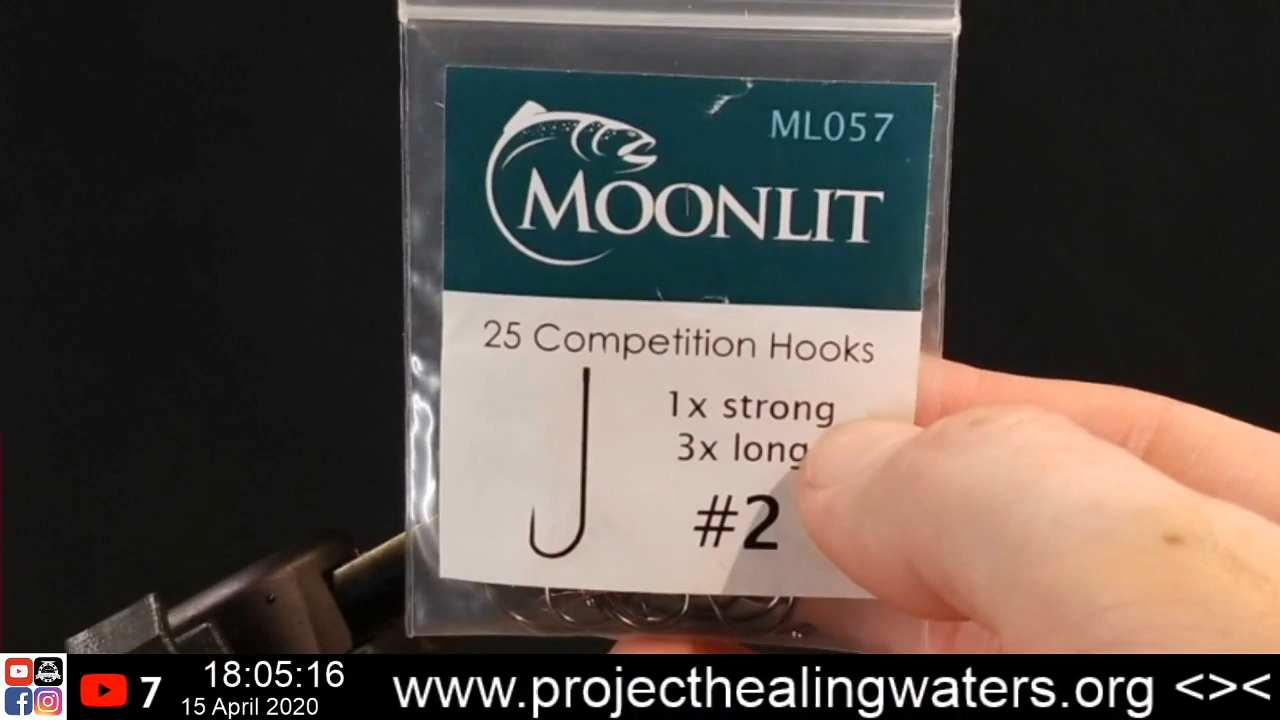 ML057
MOONLIT
25 Competition Hooks
1x strong
3x long
#2
7
18:05:16
15 April 2020
www.projecthealingwaters.org <><